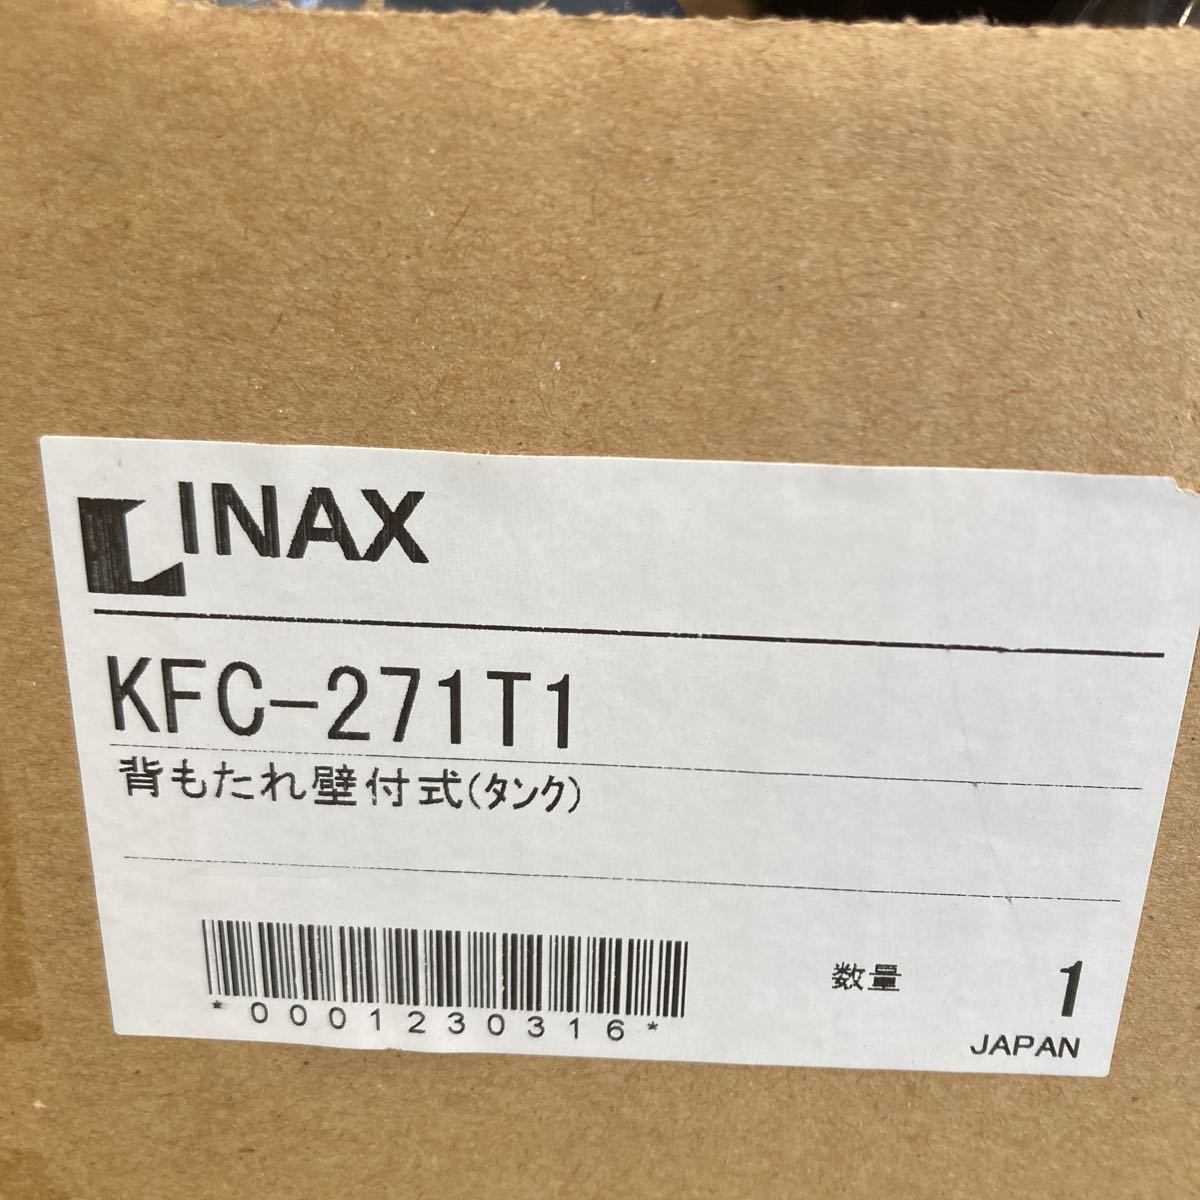 INAX
KFC-271T1
背もたれ壁付式(タンク)
*0001230316*
数量 1
JAPAN